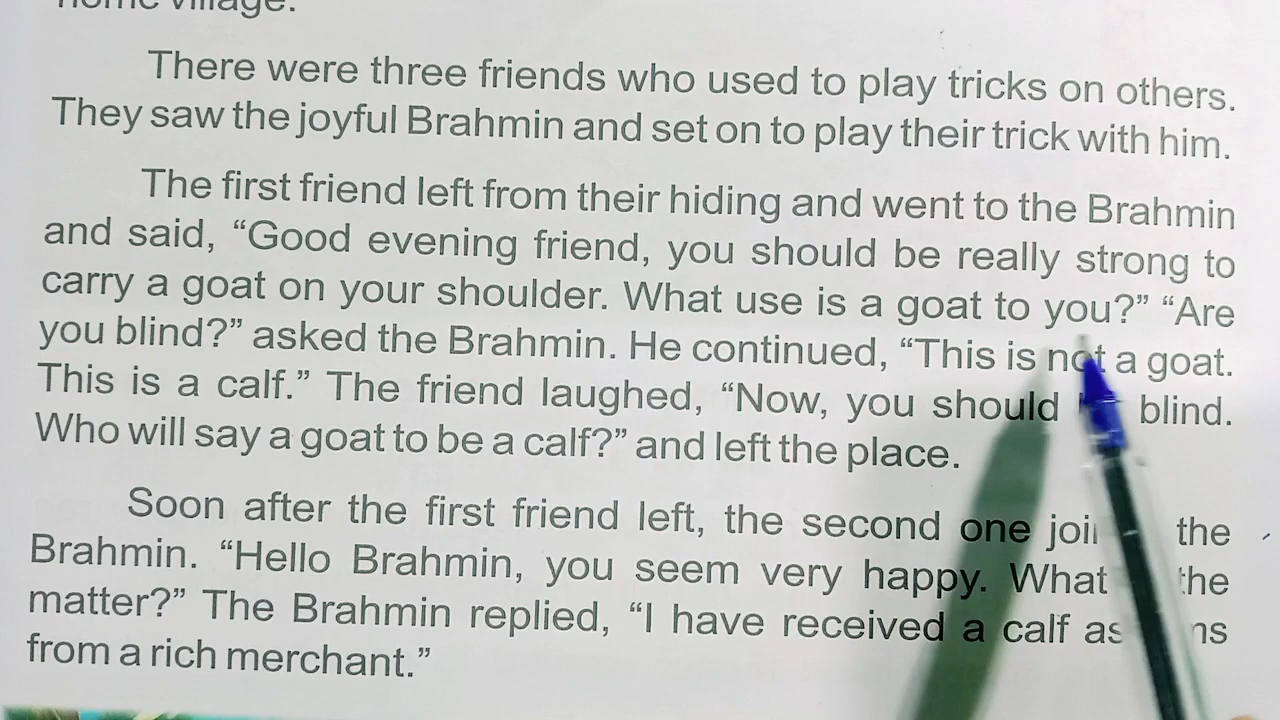 home village.
There were three friends who used to play tricks on others.
They saw the joyful Brahmin and set on to play their trick with him.
The first friend left from their hiding and went to the Brahmin
and said, “Good evening friend, you should be really strong to
carry a goat on your shoulder. What use is a goat to you?” “Are
you blind?” asked the Brahmin. He continued, “This is not a goat.
This is a calf.” The friend laughed, “Now, you should blind.
Who will say a goat to be a calf?” and left the place.
Soon after the first friend left, the second one the
Brahmin. “Hello Brahmin, you seem very happy. What the
matter?” The Brahmin replied, “I have received a calf as
from a rich merchant.”